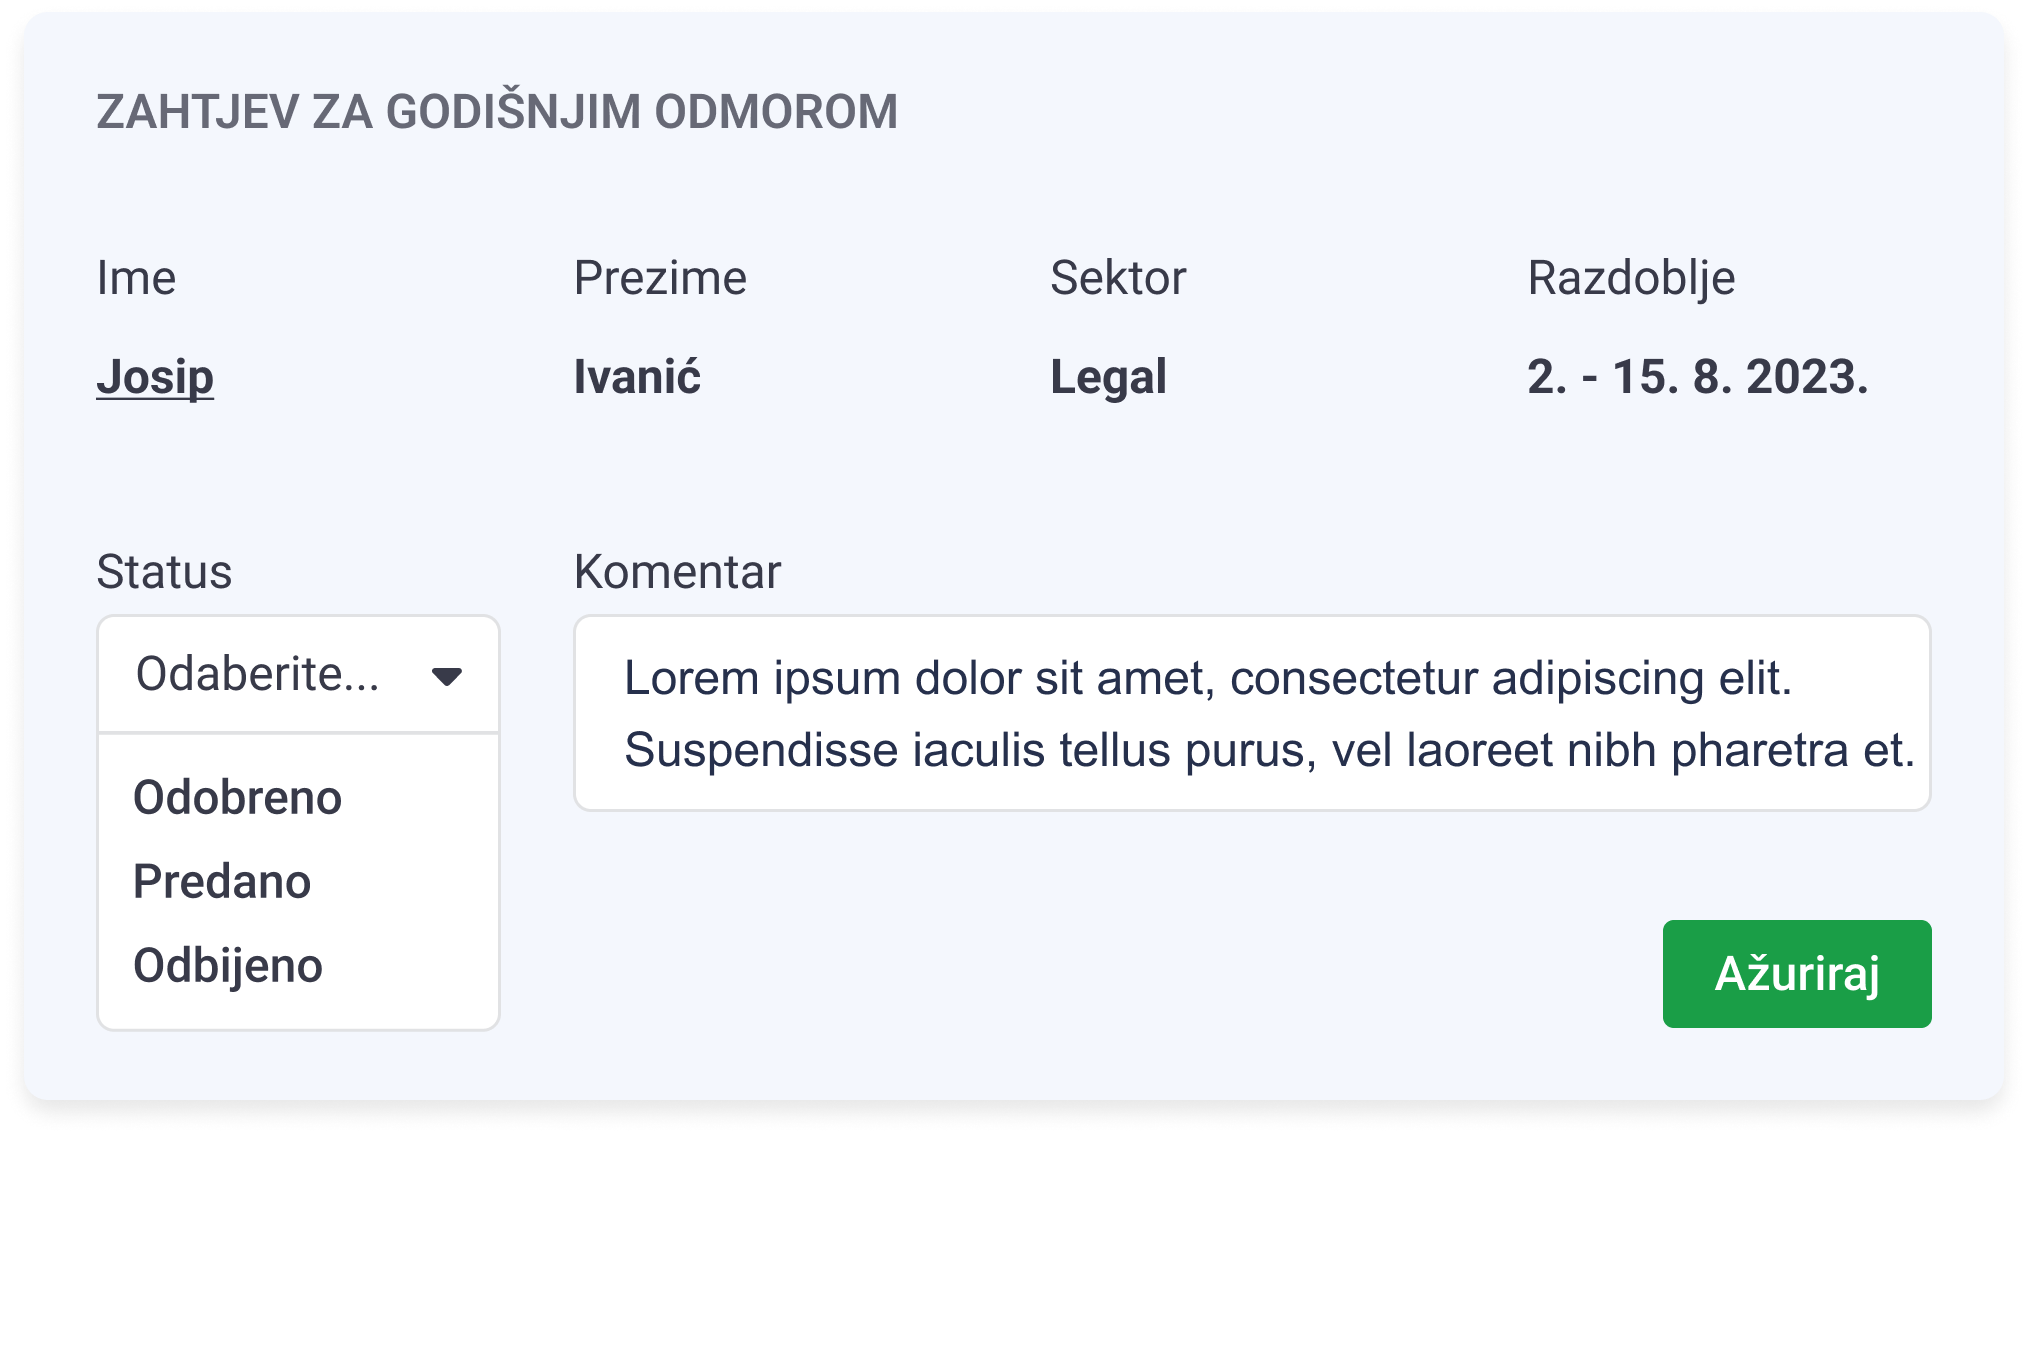 ZAHTJEV ZA GODIŠNJIM ODMOROM
Ime Prezime Sektor Razdoblje
Josip Ivanić Legal 2. - 15. 8. 2023.
Status Komentar
Odaberite...
Lorem ipsum dolor sit amet, consectetur adipiscing elit.
Suspendisse iaculis tellus purus, vel laoreet nibh pharetra et.
Odobreno
Predano
Odbijeno
Ažuriraj